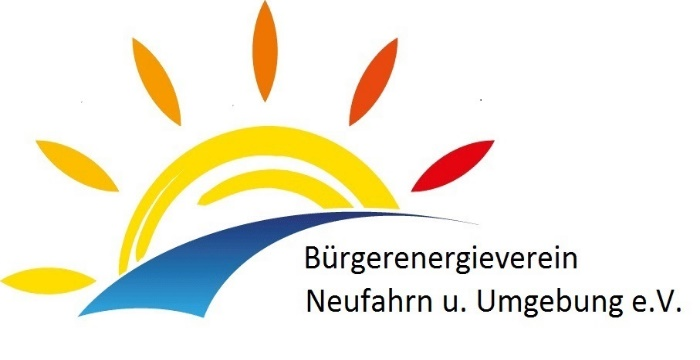 Bürgerenergieverein
Neufahrn u. Umgebung e.V.